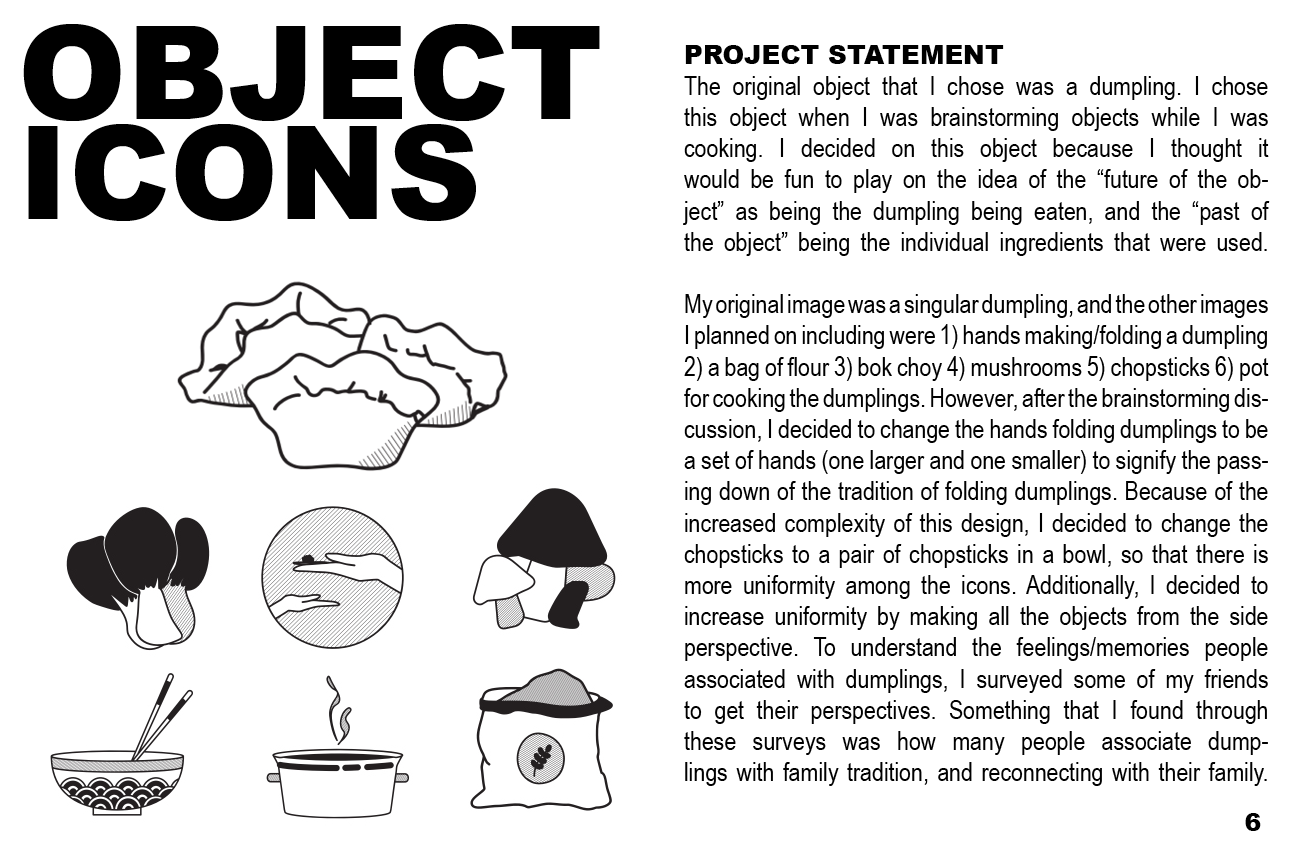 OBJECT
ICONS
PROJECT STATEMENT
The original object that I chose was a dumpling. I chose
this object when I was brainstorming objects while I was
cooking. I decided on this object because I thought it
would be fun to play on the idea of the “future of the ob-
ject” as being the dumpling being eaten, and the “past of
the object” being the individual ingredients that were used.
My original image was a singular dumpling, and the other images
I planned on including were 1) hands making/folding a dumpling
2) a bag of flour 3) bok choy 4) mushrooms 5) chopsticks 6) pot
for cooking the dumplings. However, after the brainstorming dis-
cussion, I decided to change the hands folding dumplings to be
a set of hands (one larger and one smaller) to signify the pass-
ing down of the tradition of folding dumplings. Because of the
increased complexity of this design, I decided to change the
chopsticks to a pair of chopsticks in a bowl, so that there is
more uniformity among the icons. Additionally, I decided to
increase uniformity by making all the objects from the side
perspective. To understand the feelings/memories people
associated with dumplings, I surveyed some of my friends
to get their perspectives. Something that I found through
these surveys was how many people associate dump-
lings with family tradition, and reconnecting with their family.
6